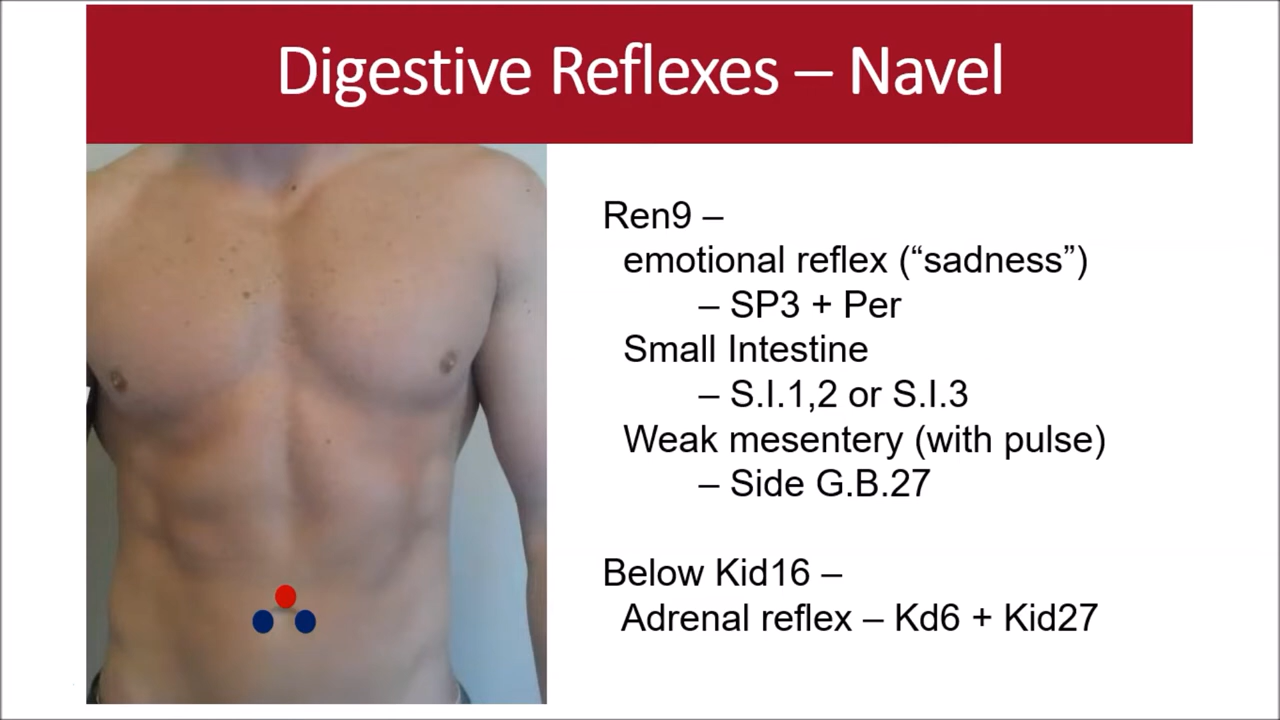 Digestive Reflexes – Navel
Ren9 –
emotional reflex (“sadness”)
– SP3 + Per
Small Intestine
– S.I.1,2 or S.I.3
Weak mesentery (with pulse)
– Side G.B.27
Below Kid16 –
Adrenal reflex – Kd6 + Kid27